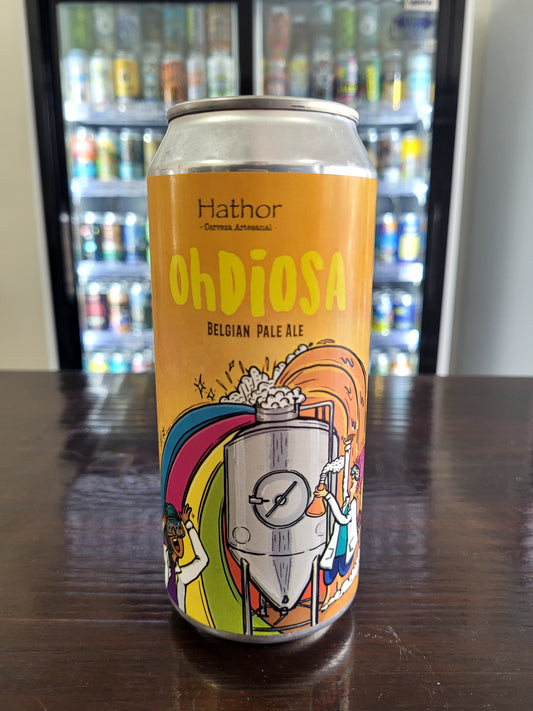 Hathor
- Cerveza Artesanal -
OhDiOSA
BELGIAN PALE ALE